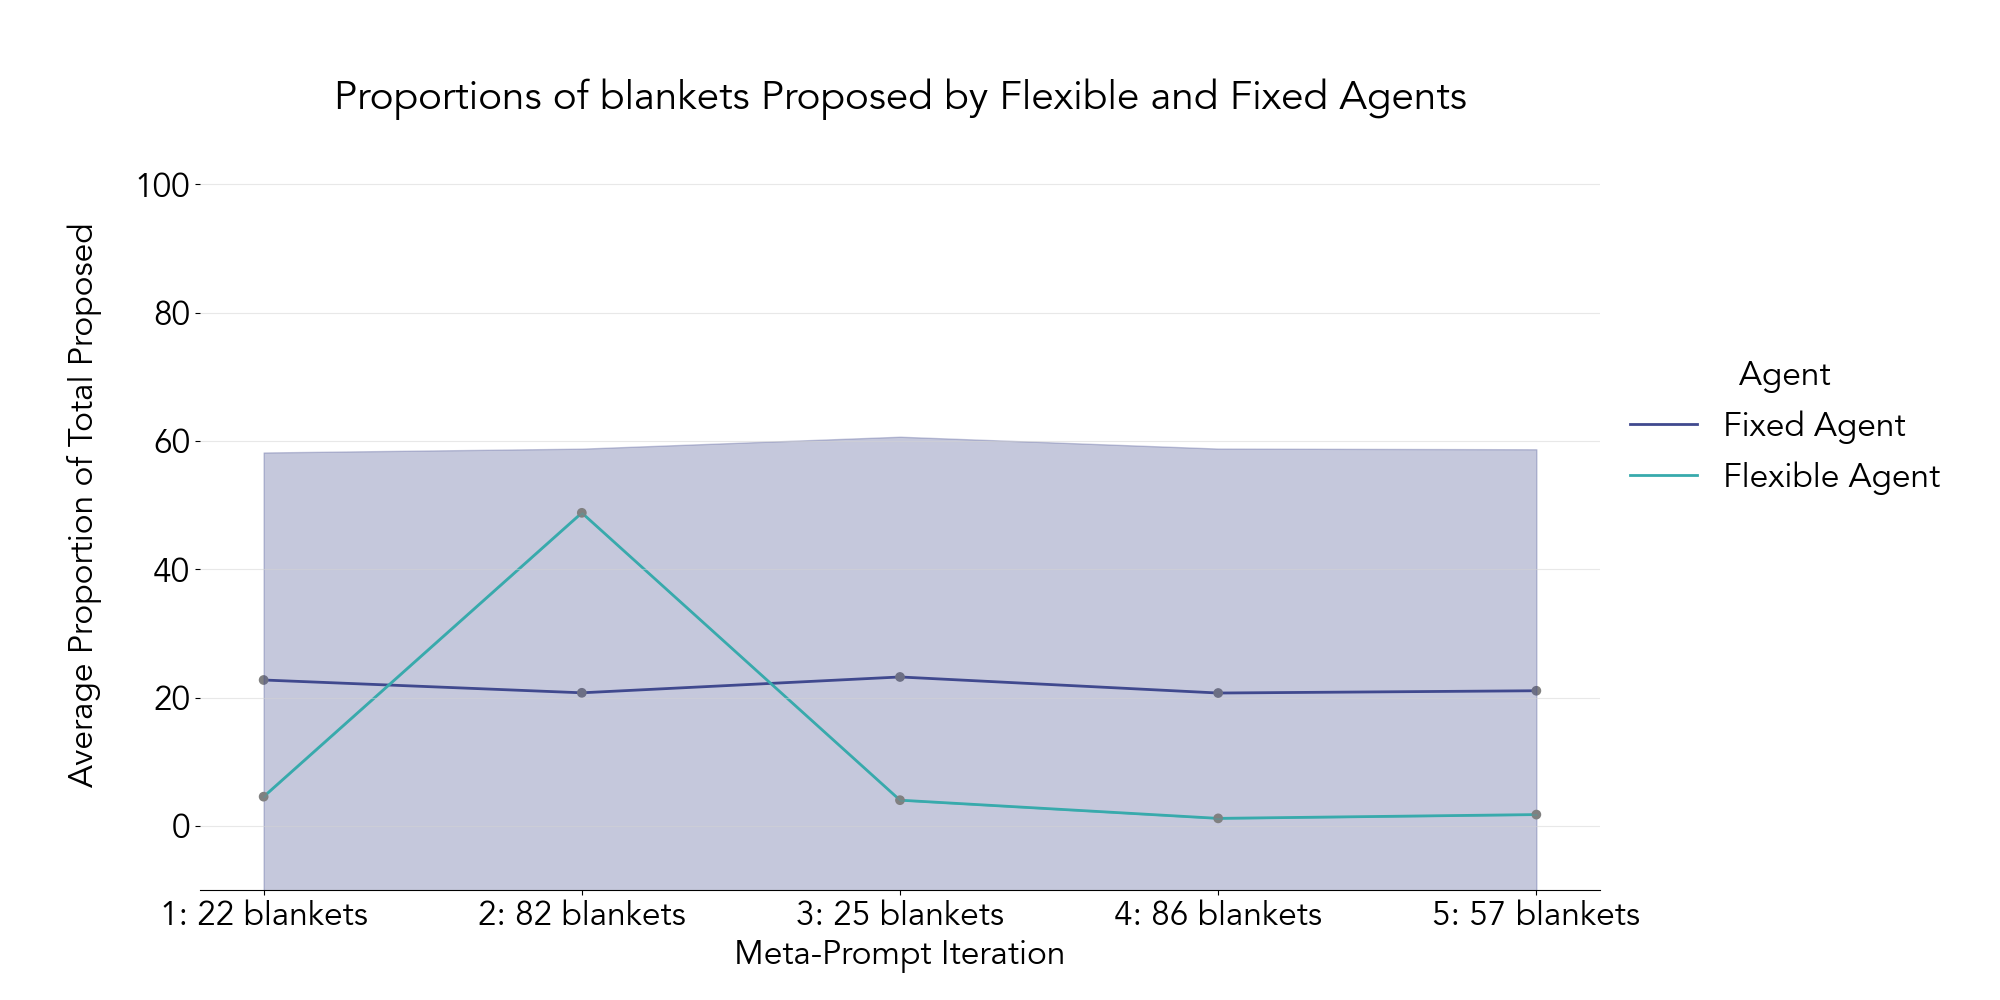 Proportions of blankets Proposed by Flexible and Fixed Agents
Average Proportion of Total Proposed
100
80
60
40
20
0
1: 22 blankets
2: 82 blankets
3: 25 blankets
4: 86 blankets
5: 57 blankets
Meta-Prompt Iteration
Agent
Fixed Agent
Flexible Agent